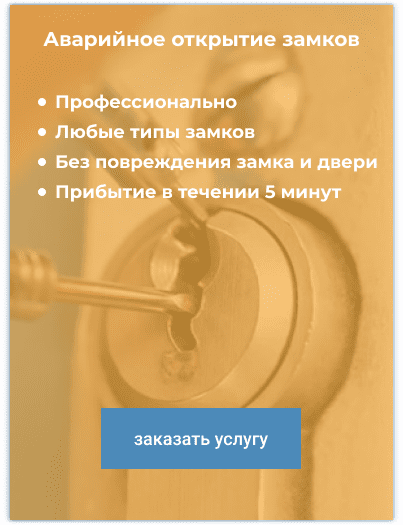 Аварийное открытие замков
Профессионально
Любые типы замков
Без повреждения замка и двери
Прибытие в течении 5 минут
заказать услугу